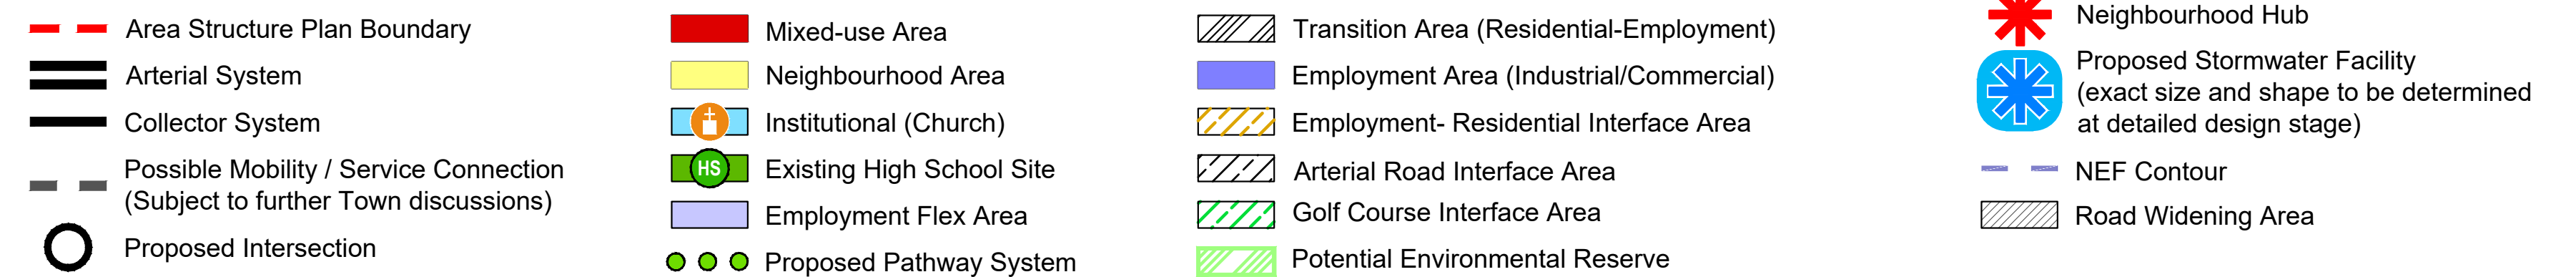 Area Structure Plan Boundary
Arterial System
Collector System
Possible Mobility / Service Connection
(Subject to further Town discussions)
Proposed Intersection
Mixed-use Area
Neighbourhood Area
Institutional (Church)
HS
Existing High School Site
Employment Flex Area
Proposed Pathway System
Transition Area (Residential-Employment)
Employment Area (Industrial/Commercial)
Employment- Residential Interface Area
Arterial Road Interface Area
Golf Course Interface Area
Potential Environmental Reserve
Neighbourhood Hub
Proposed Stormwater Facility
(exact size and shape to be determined
at detailed design stage)
NEF Contour
Road Widening Area